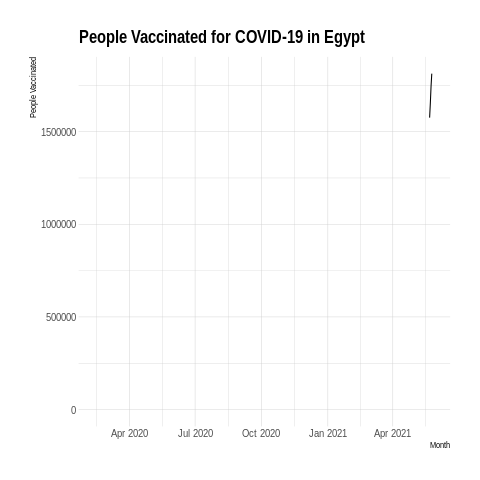 People Vaccinated for COVID-19 in Egypt
People Vaccinated
1500000
1000000
500000
0
Apr 2020 Jul 2020 Oct 2020 Jan 2021 Apr 2021
Month